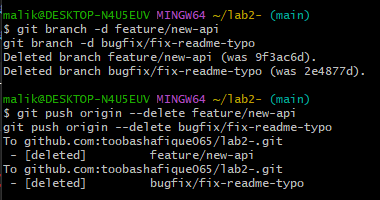 malik@DESKTOP-N4U5EUV MINGW64 ~/lab2- (main)
$ git branch -d feature/new-api
git branch -d bugfix/fix-readme-typo
Deleted branch feature/new-api (was 9f3ac6d).
Deleted branch bugfix/fix-readme-typo (was 2e4877d).
malik@DESKTOP-N4U5EUV MINGW64 ~/lab2- (main)
$ git push origin --delete feature/new-api
git push origin --delete bugfix/fix-readme-typo
To github.com:toobashafique065/lab2-.git
 - [deleted]         feature/new-api
To github.com:toobashafique065/lab2-.git
 - [deleted]         bugfix/fix-readme-typo